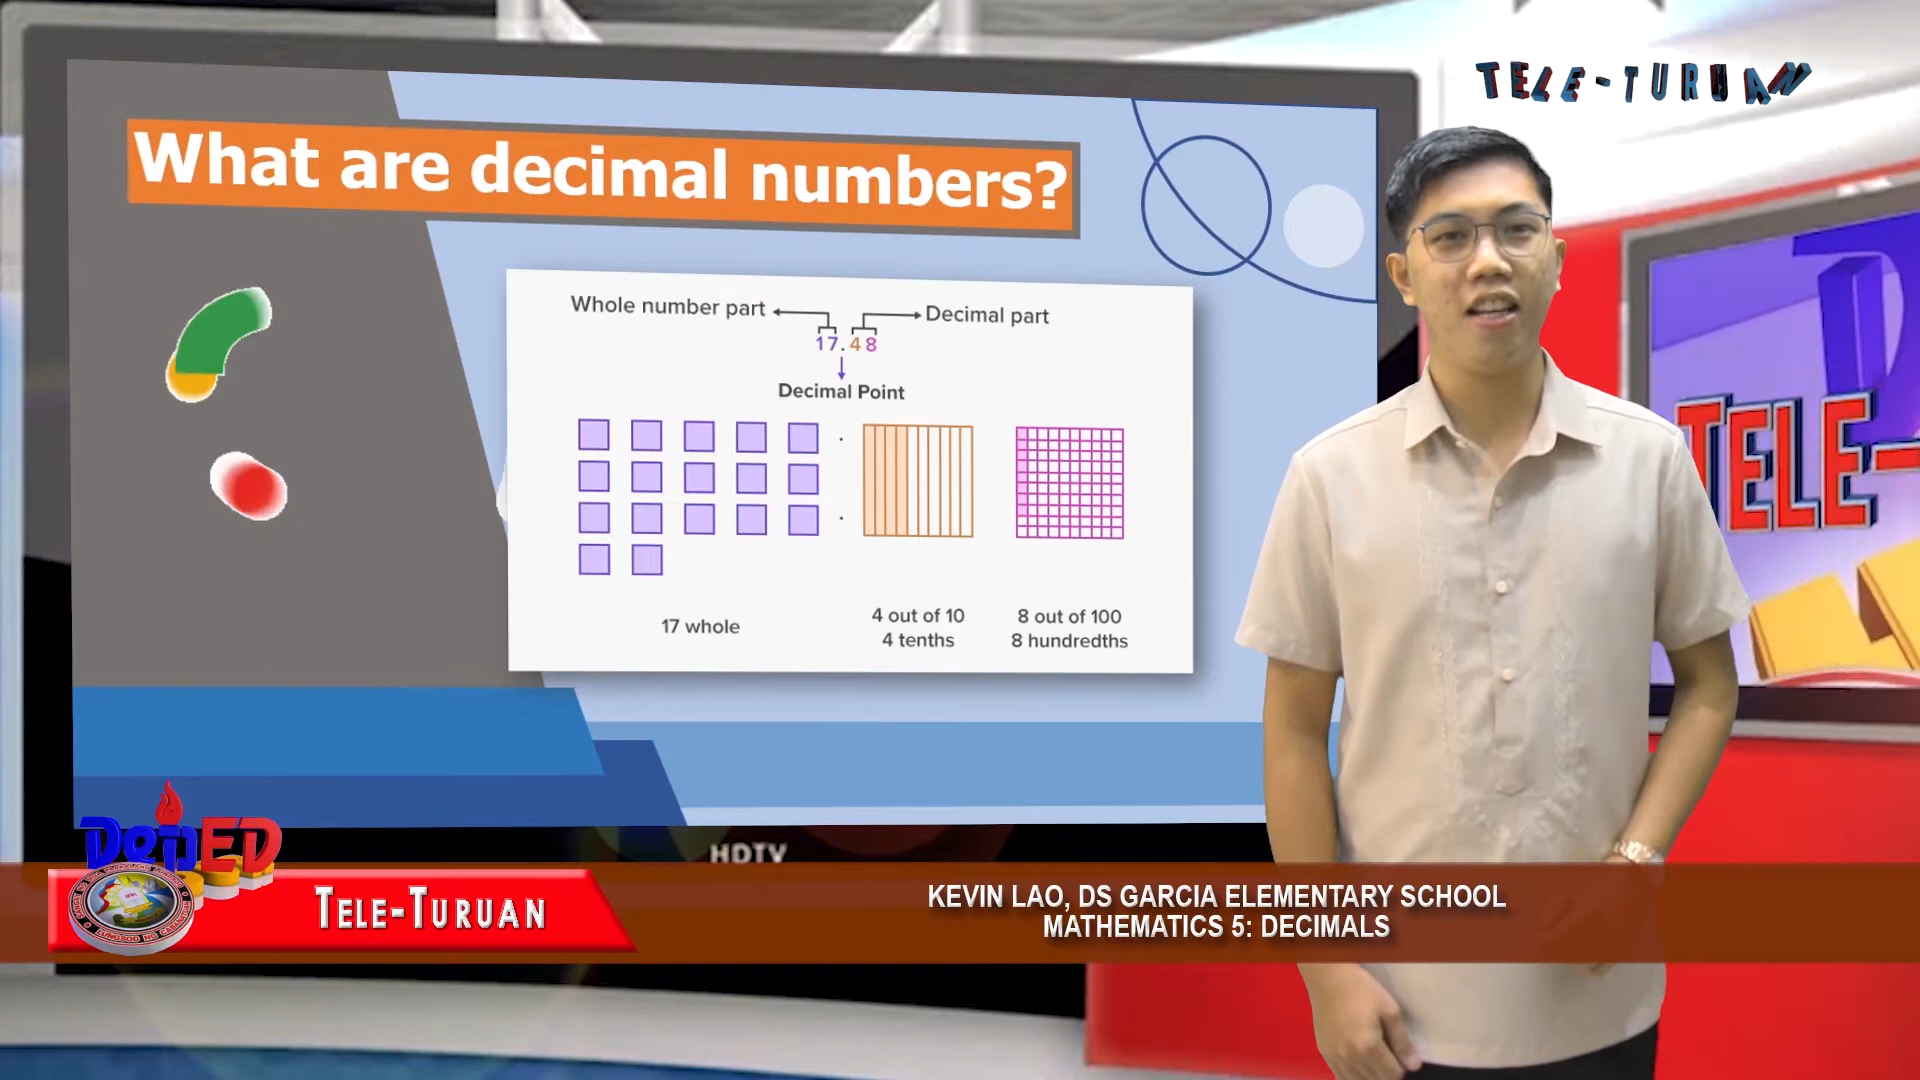 TELE-TURUAN
What are decimal numbers?
Whole number part
Decimal part
17.48
Decimal Point
17 whole
4 out of 10
4 tenths
8 out of 100
8 hundredths
TELE-
HDTV
DepED
TELE-TURUAN
KEVIN LAO, DS GARCIA ELEMENTARY SCHOOL
MATHEMATICS 5: DECIMALS